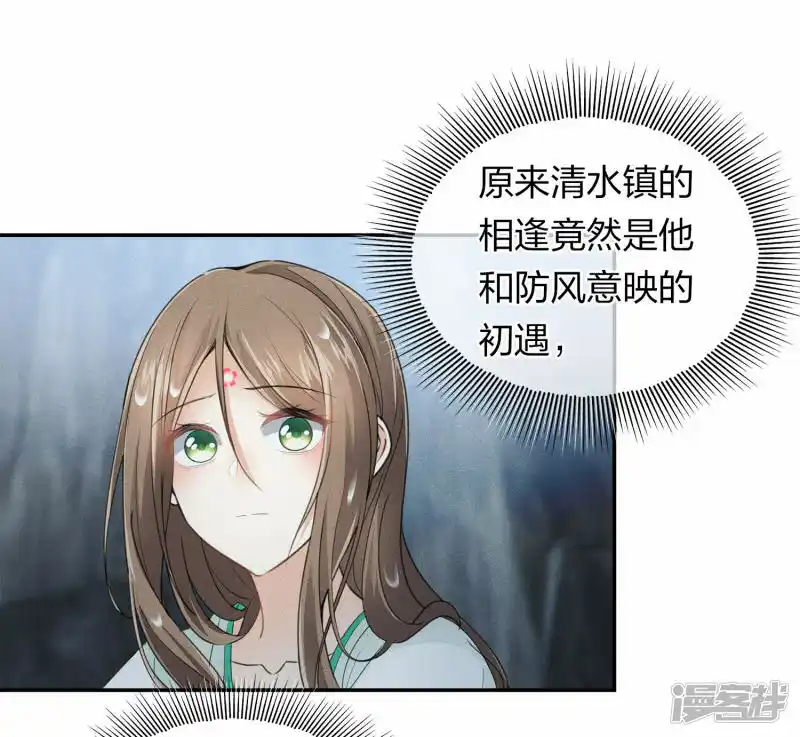 原来清水镇的
相逢竟然是他
和防风意映的
初遇，
漫客栈